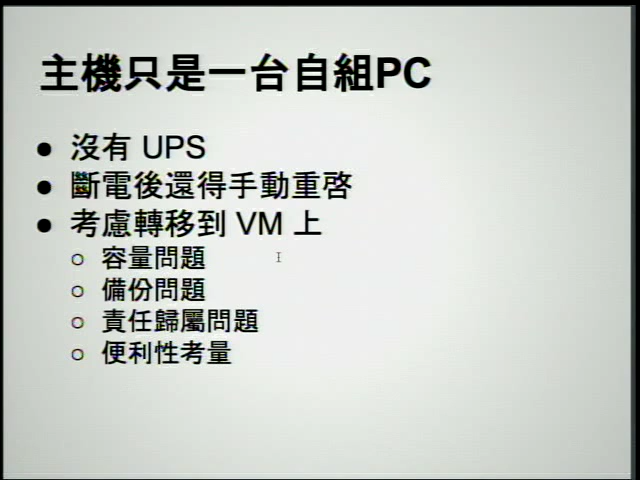 主機只是一台自組PC
沒有 UPS
斷電後還得手動重啓
考慮轉移到 VM 上
容量問題
備份問題
責任歸屬問題
便利性考量